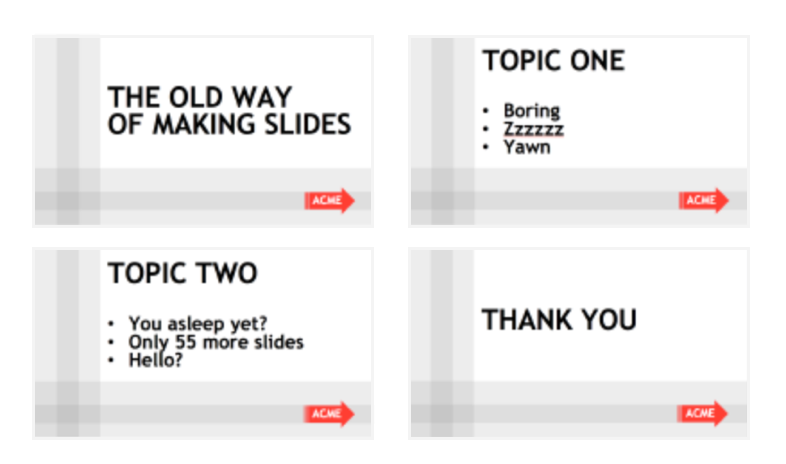 THE OLD WAY
OF MAKING SLIDES
ACME
TOPIC ONE
• Boring
• Zzzzzz
• Yawn
ACME
TOPIC TWO
• You asleep yet?
• Only 55 more slides
• Hello?
ACME
THANK YOU
ACME